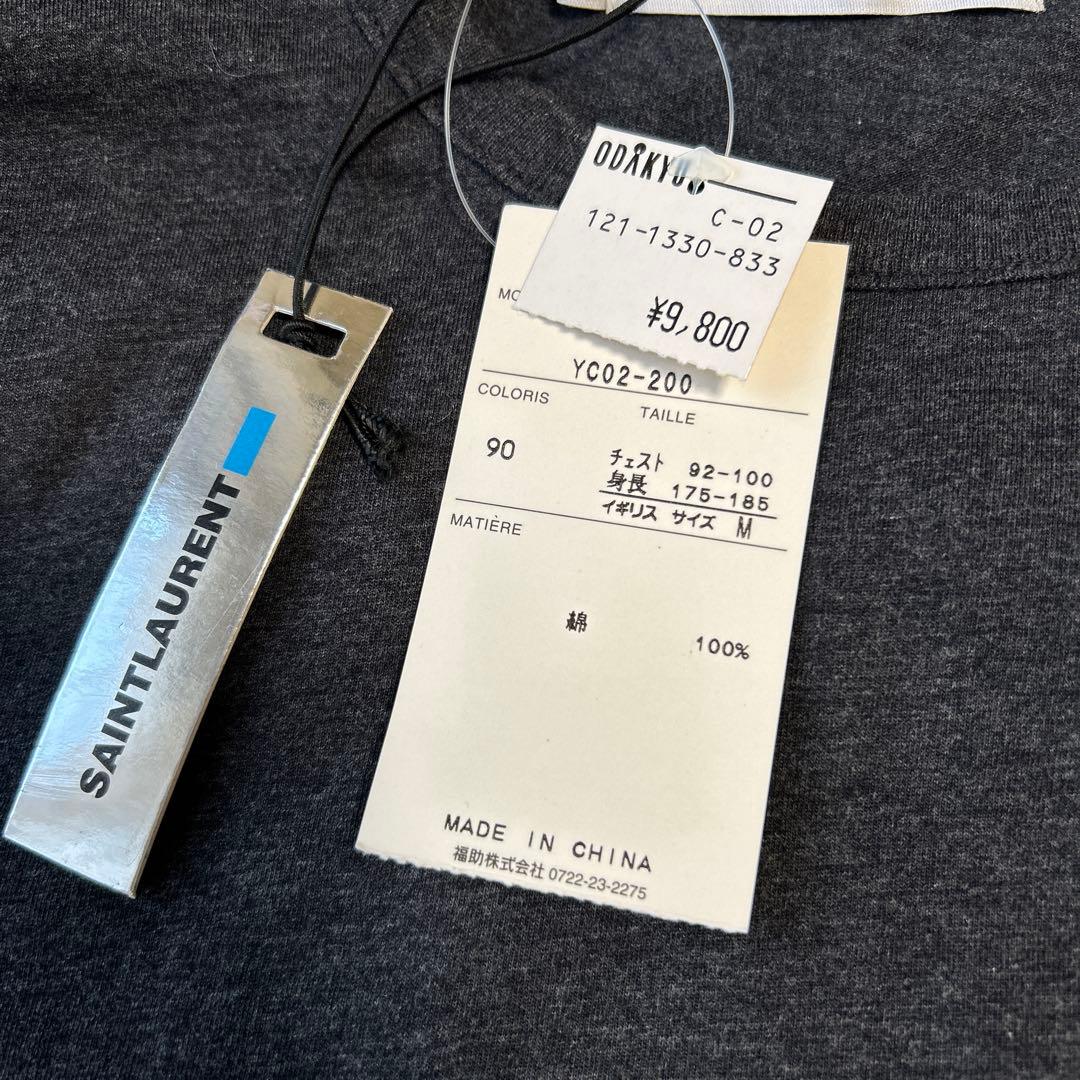 ODAKYU
C-02
121-1330-833
¥9,800
YC02-200
COLORIS
TAILLE
90
チェスト 92-100
身長 175-185
イギリス サイズ M
MATIÈRE
綿
100%
MADE IN CHINA
福助株式会社 0722-23-2275
SAINTLAURENT